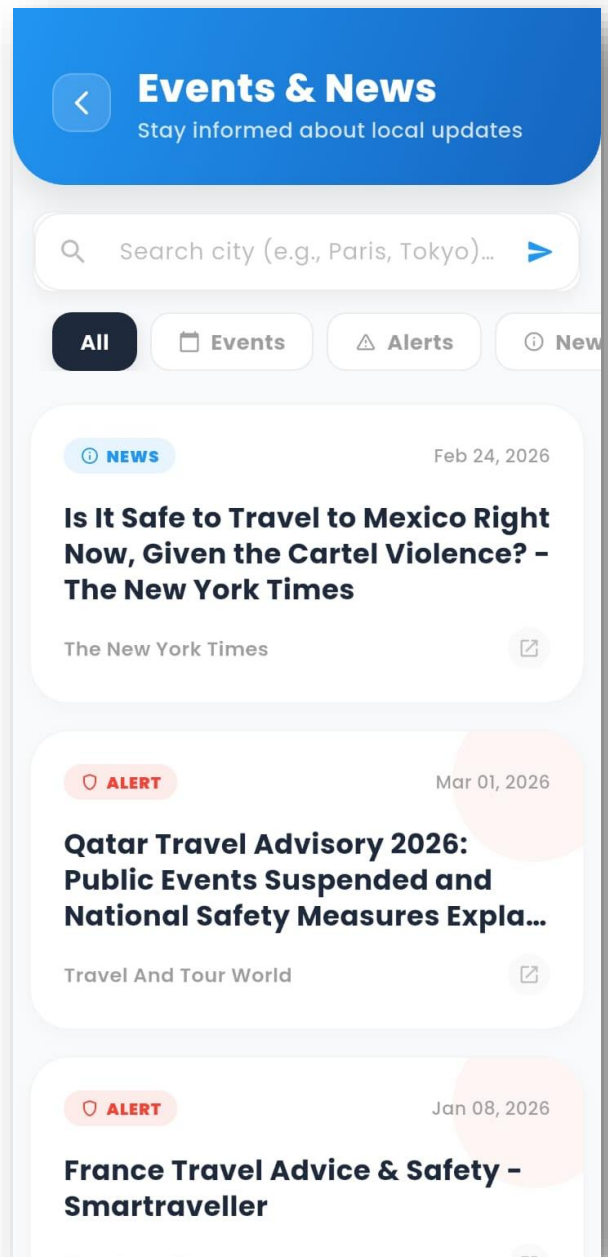 Events & News
Stay informed about local updates
Search city (e.g., Paris, Tokyo)...
All
Events
Alerts
New
NEWS
Feb 24, 2026
Is It Safe to Travel to Mexico Right
Now, Given the Cartel Violence? -
The New York Times
The New York Times
ALERT
Mar 01, 2026
Qatar Travel Advisory 2026:
Public Events Suspended and
National Safety Measures Expla...
Travel And Tour World
ALERT
Jan 08, 2026
France Travel Advice & Safety -
Smartraveller